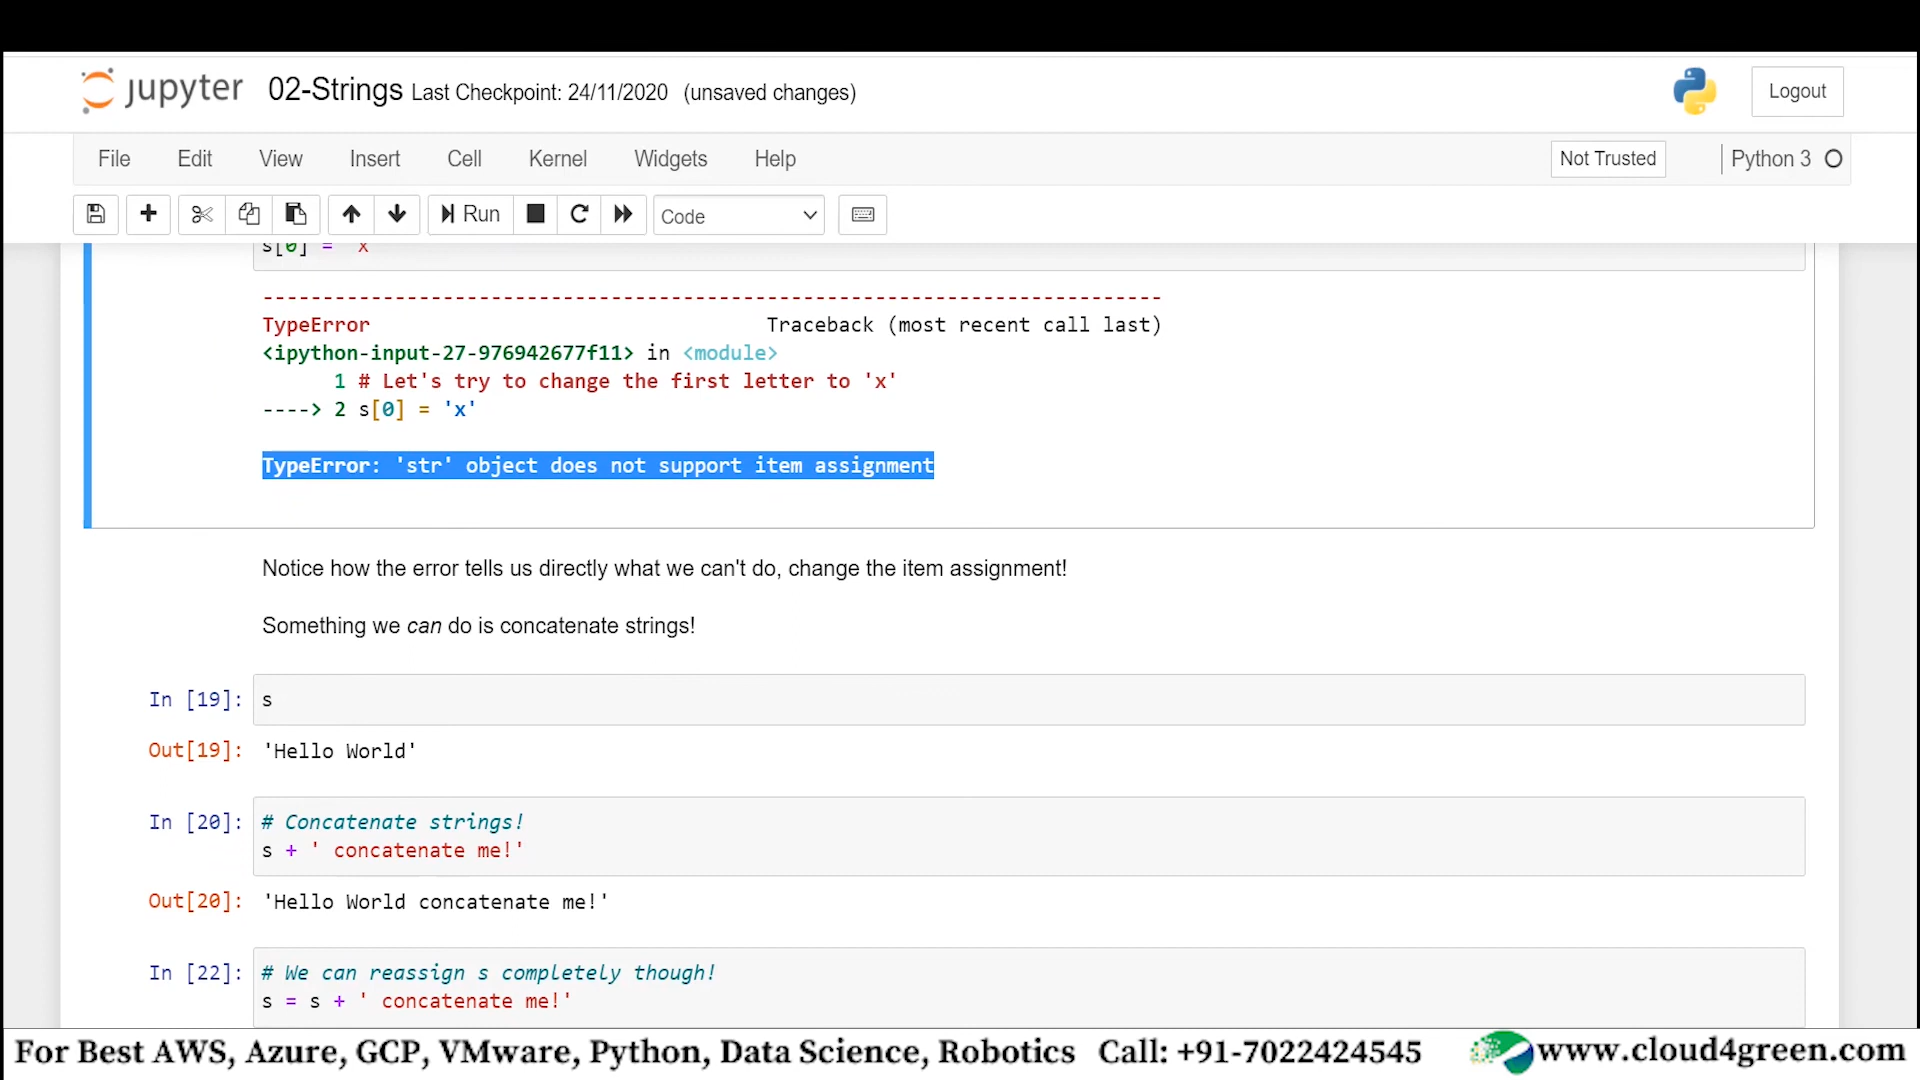 jupyter 02-Strings Last Checkpoint: 24/11/2020 (unsaved changes) Logout
File Edit View Insert Cell Kernel Widgets Help Not Trusted Python 3
Run Code
s[0] = 'x'
---------------------------------------------------------------------------
TypeError Traceback (most recent call last)
<ipython-input-27-976942677f11> in <module>
1 # Let's try to change the first letter to 'x'
----> 2 s[0] = 'x'
TypeError: 'str' object does not support item assignment
Notice how the error tells us directly what we can't do, change the item assignment!
Something we can do is concatenate strings!
In [19]: s
Out[19]: 'Hello World'
In [20]: # Concatenate strings!
s + ' concatenate me!'
Out[20]: 'Hello World concatenate me!'
In [22]: # We can reassign s completely though!
s = s + ' concatenate me!'
For Best AWS, Azure, GCP, VMware, Python, Data Science, Robotics Call: +91-7022424545 www.cloud4green.com